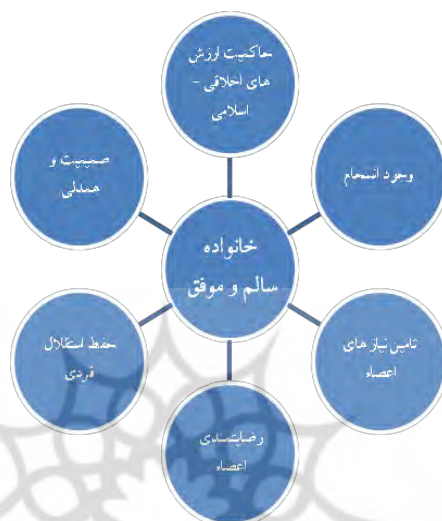 حاکمیت ارزش
های اخلاقی -
اسلامی
وجود انسجام
تامین نیازهای
اعضاء
رضایتمندی
اعضاء
حفظ استقلال
فردی
صمیمیت و
همدلی
خانواده
سالم و موفق